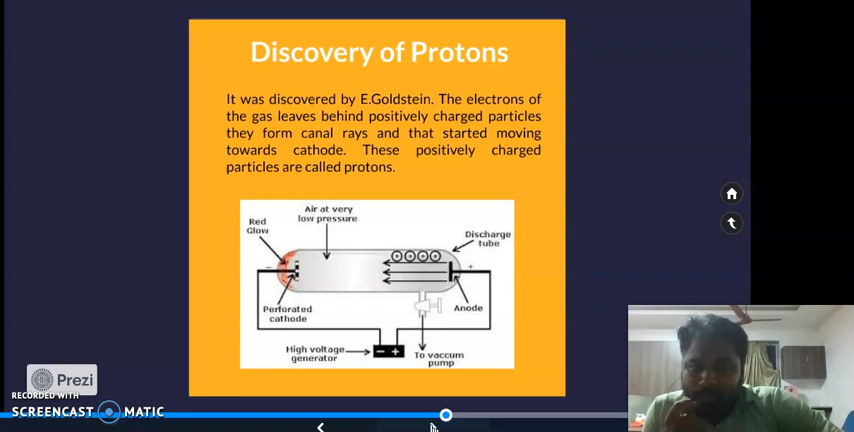 Discovery of Protons
It was discovered by E.Goldstein. The electrons of
the gas leaves behind positively charged particles
they form canal rays and that started moving
towards cathode. These positively charged
particles are called protons.
Air at very
low pressure
Red
Glow
Discharge
tube
−
+
Perforated
cathode
Anode
High voltage
generator
− +
To vaccum
pump
Prezi
RECORDED WITH
SCREENCAST MATIC